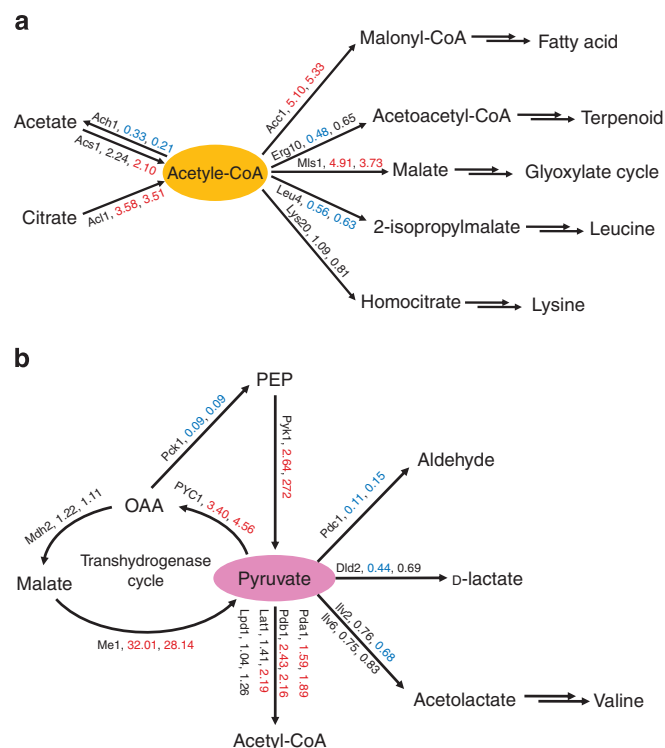 a
Malonyl-CoA
Fatty acid
Acc1, 5.10, 5.33
Acetate
Ach1, 0.33, 0.21
Acs1, 2.24, 2.10
Acetyle-CoA
Erg10, 0.48, 0.65
Acetoacetyl-CoA
Terpenoid
Mls1, 4.91, 3.73
Malate
Glyoxylate cycle
Citrate
Acl1, 3.58, 3.51
Leu4, 0.56, 0.63
2-isopropylmalate
Leucine
Lys20, 1.09, 0.81
Homocitrate
Lysine
b
PEP
Pck1, 0.09, 0.09
Pyk1, 2.64, 272
Aldehyde
Pdc1, 0.11, 0.15
OAA
PYC1, 3.40, 4.56
Mdh2, 1.22, 1.11
Transhydrogenase
cycle
Malate
Pyruvate
Dld2, 0.44, 0.69
D-lactate
Me1, 32.01, 28.14
Lpd1, 1.04, 1.26
Lat1, 1.41, 2.19
Pdb1, 2.43, 2.16
Pda1, 1.59, 1.89
Ilv2, 0.76, 0.68
Ilv6, 0.75, 0.83
Acetolactate
Valine
Acetyl-CoA